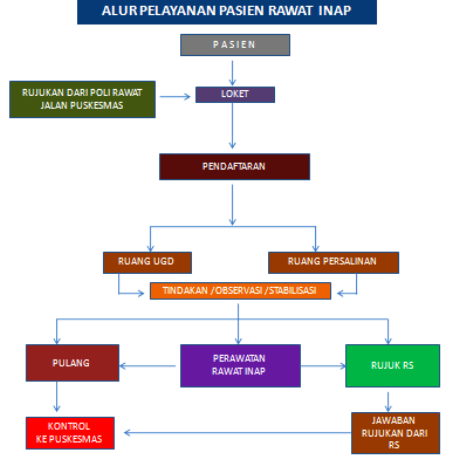 ALUR PELAYANAN PASIEN RAWAT INAP
P A S I E N
RUJUKAN DARI POLI RAWAT
JALAN PUSKESMAS
LOKET
PENDAFTARAN
RUANG UGD
RUANG PERSALINAN
TINDAKAN /OBSERVASI /STABILISASI
PULANG
PERAWATAN
RAWAT INAP
RUJUK RS
KONTROL
KE PUSKESMAS
JAWABAN
RUJUKAN DARI
RS